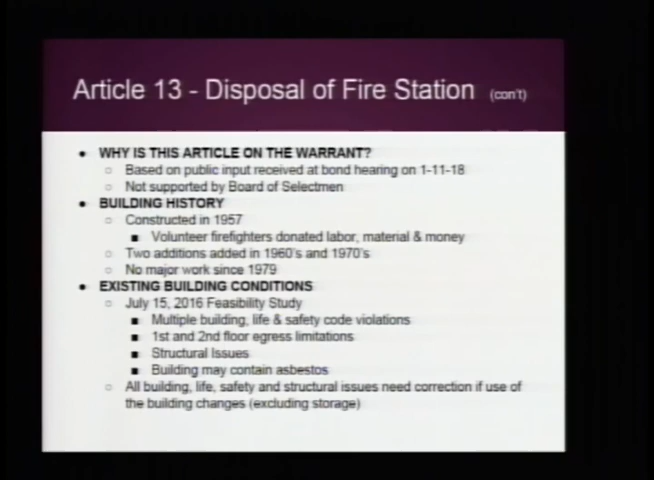 Article 13 - Disposal of Fire Station (con't)
• WHY IS THIS ARTICLE ON THE WARRANT?
○ Based on public input received at bond hearing on 1-11-18
○ Not supported by Board of Selectmen
• BUILDING HISTORY
○ Constructed in 1957
■ Volunteer firefighters donated labor, material & money
○ Two additions added in 1960's and 1970's
○ No major work since 1979
• EXISTING BUILDING CONDITIONS
○ July 15, 2016 Feasibility Study
■ Multiple building, life & safety code violations
■ 1st and 2nd floor egress limitations
■ Structural Issues
■ Building may contain asbestos
○ All building, life, safety and structural issues need correction if use of
the building changes (excluding storage)